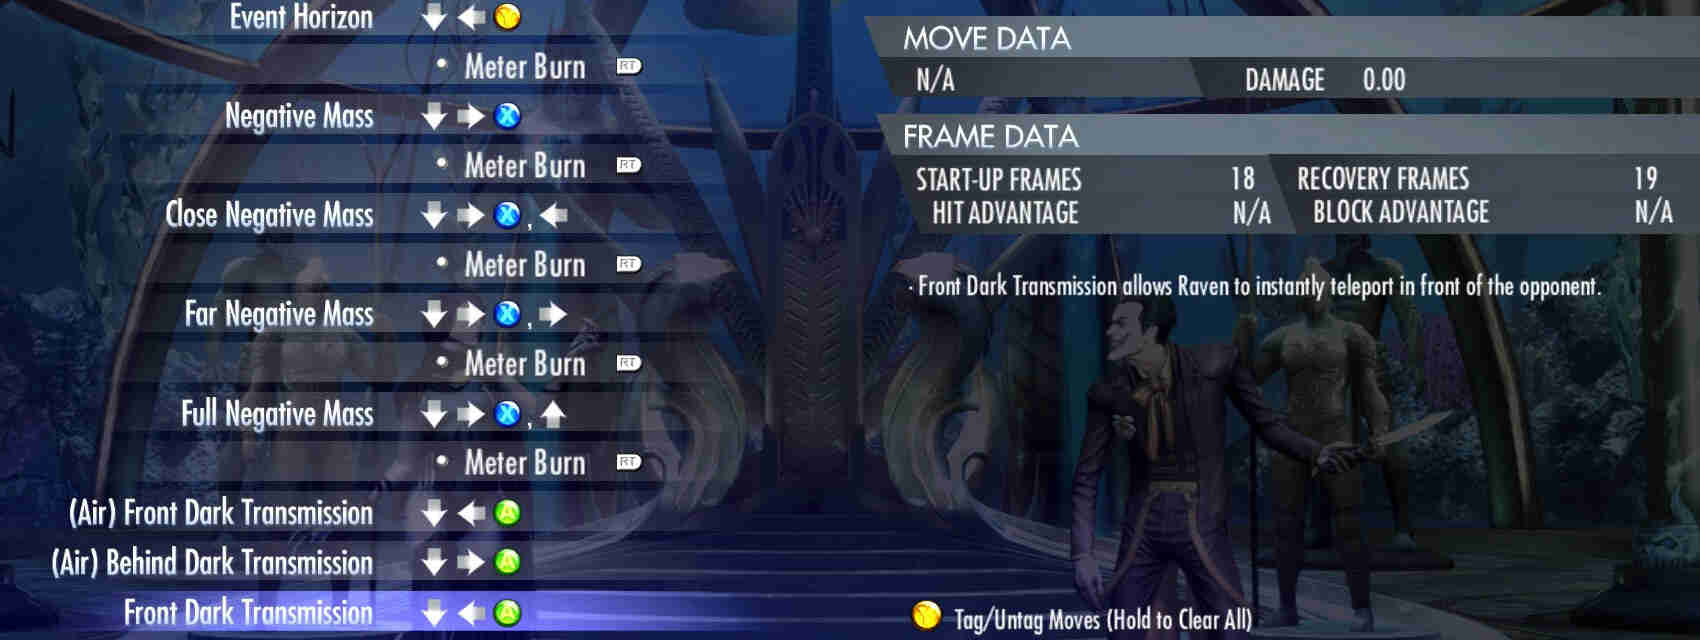 Event Horizon Y
Meter Burn RT
Negative Mass X
Meter Burn RT
Close Negative Mass X ,
Meter Burn RT
Far Negative Mass X ,
Meter Burn RT
Full Negative Mass X ,
Meter Burn RT
(Air) Front Dark Transmission A
(Air) Behind Dark Transmission A
Front Dark Transmission A
MOVE DATA
N/A DAMAGE 0.00
FRAME DATA
START-UP FRAMES 18 RECOVERY FRAMES 19
HIT ADVANTAGE N/A BLOCK ADVANTAGE N/A
· Front Dark Transmission allows Raven to instantly teleport in front of the opponent.
Y Tag/Untag Moves (Hold to Clear All)